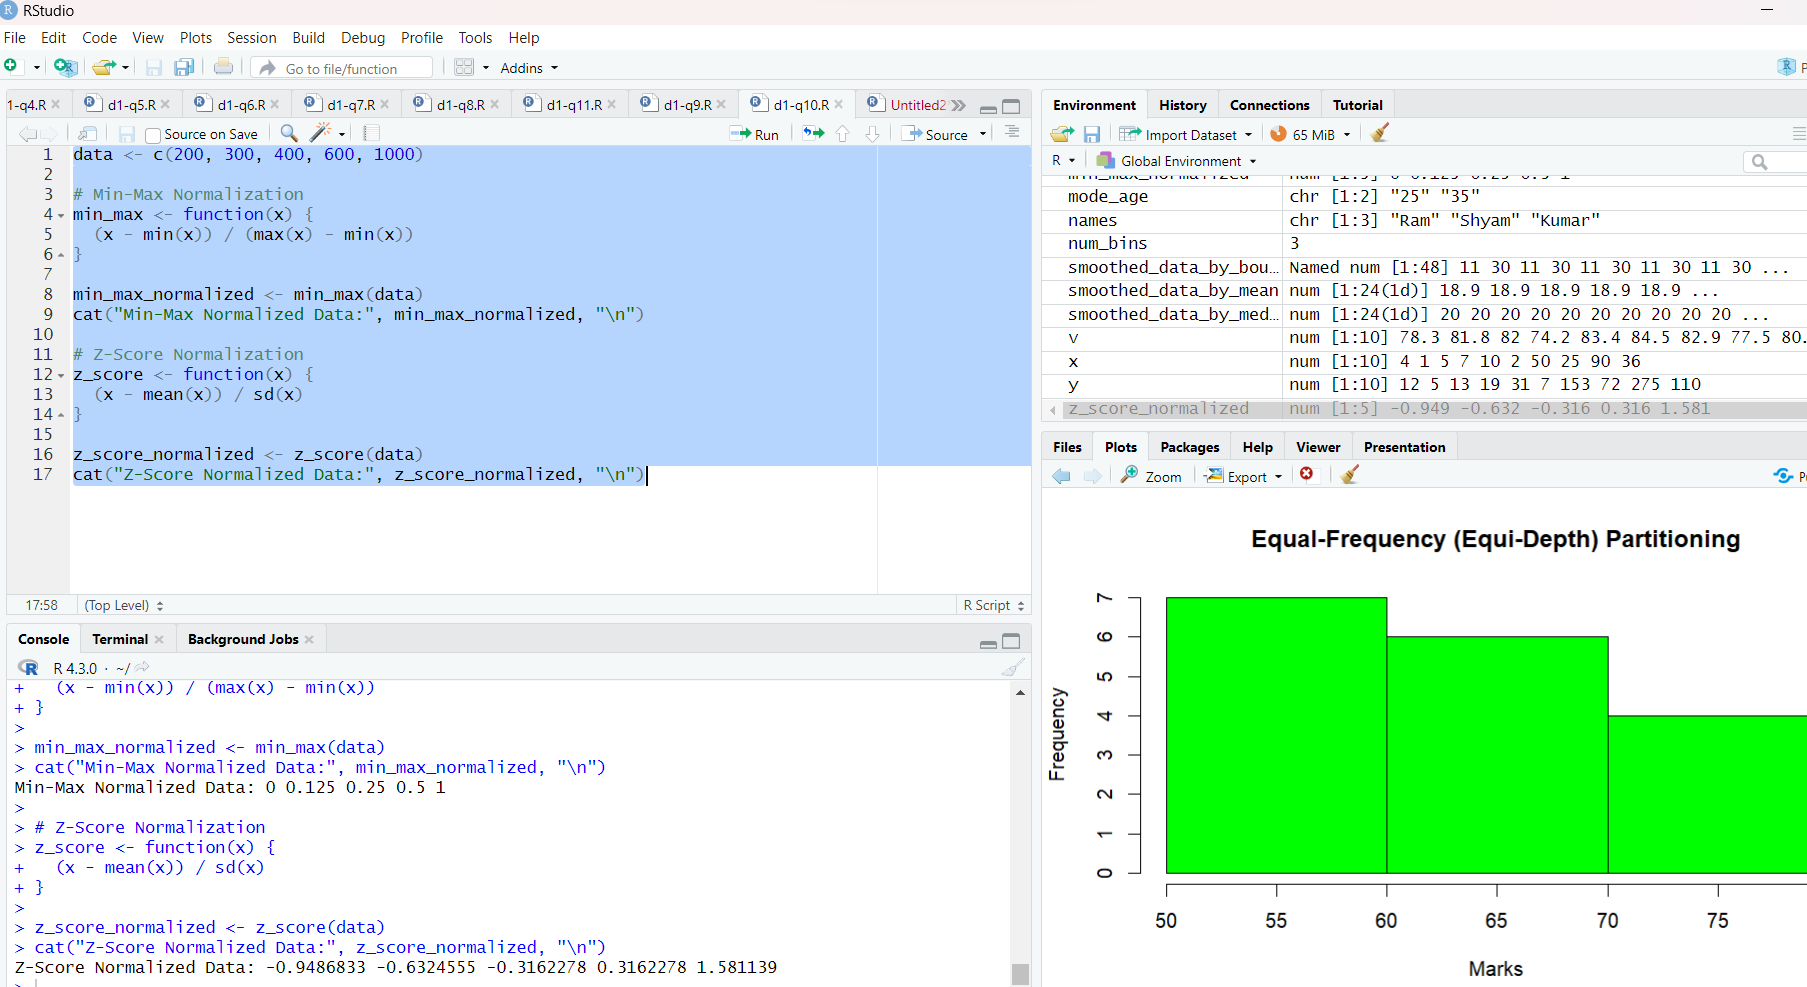 RStudio
File Edit Code View Plots Session Build Debug Profile Tools Help
Go to file/function Addins
1-q4.R d1-q5.R d1-q6.R d1-q7.R d1-q8.R d1-q11.R d1-q9.R d1-q10.R Untitled2
Source on Save Run Source
1 data <- c(200, 300, 400, 600, 1000)
2
3 # Min-Max Normalization
4 min_max <- function(x) {
5 (x - min(x)) / (max(x) - min(x))
6 }
7
8 min_max_normalized <- min_max(data)
9 cat("Min-Max Normalized Data:", min_max_normalized, "\n")
10
11 # Z-Score Normalization
12 z_score <- function(x) {
13 (x - mean(x)) / sd(x)
14 }
15
16 z_score_normalized <- z_score(data)
17 cat("Z-Score Normalized Data:", z_score_normalized, "\n")
17:58 (Top Level) R Script
Console Terminal Background Jobs
R 4.3.0 · ~/
+ (x - min(x)) / (max(x) - min(x))
+ }
>
> min_max_normalized <- min_max(data)
> cat("Min-Max Normalized Data:", min_max_normalized, "\n")
Min-Max Normalized Data: 0 0.125 0.25 0.5 1
>
> # Z-Score Normalization
> z_score <- function(x) {
+ (x - mean(x)) / sd(x)
+ }
>
> z_score_normalized <- z_score(data)
> cat("Z-Score Normalized Data:", z_score_normalized, "\n")
Z-Score Normalized Data: -0.9486833 -0.6324555 -0.3162278 0.3162278 1.581139
>
Environment History Connections Tutorial
Import Dataset 65 MiB
R Global Environment
min_max_normalized num [1:5] 0 0.125 0.25 0.5 1
mode_age chr [1:2] "25" "35"
names chr [1:3] "Ram" "Shyam" "Kumar"
num_bins 3
smoothed_data_by_bou… Named num [1:48] 11 30 11 30 11 30 11 30 11 30 ...
smoothed_data_by_mean num [1:24(1d)] 18.9 18.9 18.9 18.9 18.9 ...
smoothed_data_by_med… num [1:24(1d)] 20 20 20 20 20 20 20 20 20 20 ...
v num [1:10] 78.3 81.8 82 74.2 83.4 84.5 82.9 77.5 80.
x num [1:10] 4 1 5 7 10 2 50 25 90 36
y num [1:10] 12 5 13 19 31 7 153 72 275 110
z_score_normalized num [1:5] -0.949 -0.632 -0.316 0.316 1.581
Files Plots Packages Help Viewer Presentation
Zoom Export
Equal-Frequency (Equi-Depth) Partitioning
Frequency
7
6
5
4
3
2
1
0
50 55 60 65 70 75
Marks